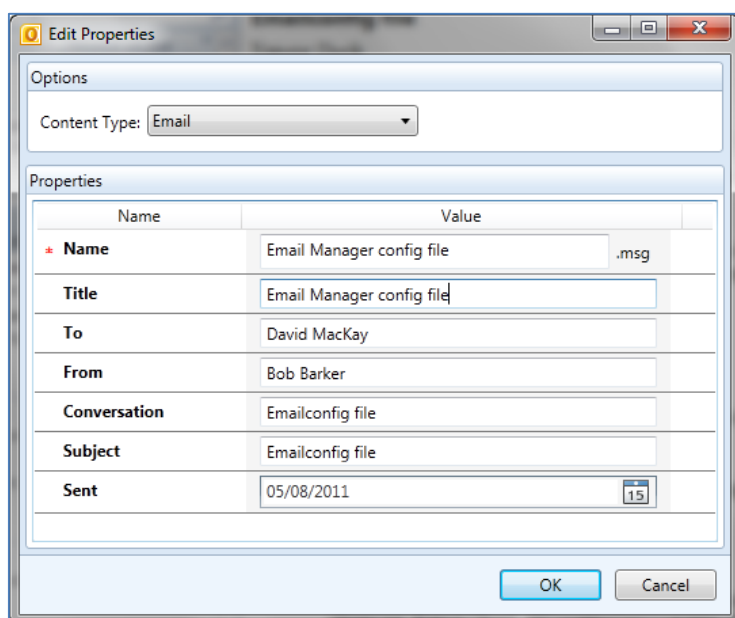 Edit Properties
Options
Content Type: Email
Properties
Name Value
* Name Email Manager config file .msg
Title Email Manager config file
To David MacKay
From Bob Barker
Conversation Emailconfig file
Subject Emailconfig file
Sent 05/08/2011 15
OK Cancel